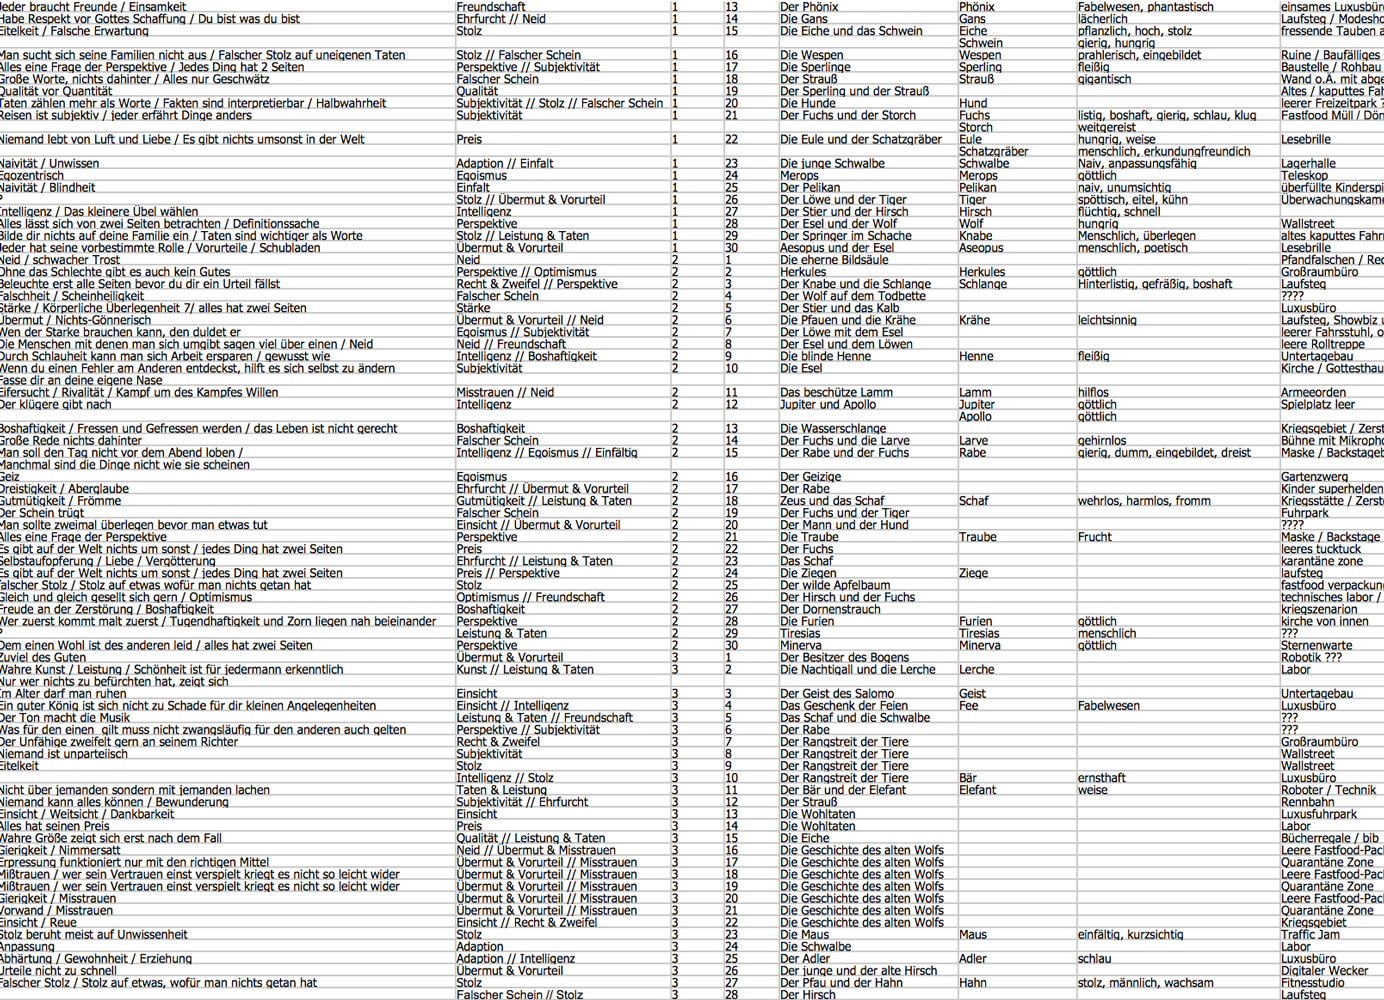 Jeder braucht Freunde / Einsamkeit Freundschaft 1 13 Der Phönix Phönix Fabelwesen, phantastisch einsames Luxusbüro
Habe Respekt vor Gottes Schaffung / Du bist was du bist Ehrfurcht // Neid 1 14 Die Gans Gans lächerlich Laufsteg / Modesho
Eitelkeit / Falsche Erwartung Stolz 1 15 Die Eiche und das Schwein Eiche pflanzlich, hoch, stolz fressende Tauben a
Schwein gierig, hungrig
Man sucht sich seine Familien nicht aus / Falscher Stolz auf uneigenen Taten Stolz // Falscher Schein 1 16 Die Wespen Wespen prahlerisch, eingebildet Ruine / Baufälliges
Alles eine Frage der Perspektive / Jedes Ding hat 2 Seiten Perspektive // Subjektivität 1 17 Die Sperlinge Sperling fleißig Baustelle / Rohbau
Große Worte, nichts dahinter / Alles nur Geschwätz Falscher Schein 1 18 Der Strauß Strauß gigantisch Wand o.Ä. mit abge
Qualität vor Quantität Qualität 1 19 Der Sperling und der Strauß Altes / kaputtes Fah
Taten zählen mehr als Worte / Fakten sind interpretierbar / Halbwahrheit Subjektivität // Stolz // Falscher Schein 1 20 Die Hunde Hund leerer Freizeitpark ?
Reisen ist subjektiv / jeder erfährt Dinge anders Subjektivität 1 21 Der Fuchs und der Storch Fuchs listig, boshaft, gierig, schlau, klug Fastfood Müll / Dön
Storch weitgereist
Niemand lebt von Luft und Liebe / Es gibt nichts umsonst in der Welt Preis 1 22 Die Eule und der Schatzgräber Eule hungrig, weise Lesebrille
Schatzgräber menschlich, erkundungfreundlich
Naivität / Unwissen Adaption // Einfalt 1 23 Die junge Schwalbe Schwalbe Naiv, anpassungsfähig Lagerhalle
Egozentrisch Egoismus 1 24 Merops Merops göttlich Teleskop
Naivität / Blindheit Einfalt 1 25 Der Pelikan Pelikan naiv, unumsichtig überfüllte Kinderspi
? Stolz // Übermut & Vorurteil 1 26 Der Löwe und der Tiger Tiger spöttisch, eitel, kühn Überwachungskame
Intelligenz / Das kleinere Übel wählen Intelligenz 1 27 Der Stier und der Hirsch Hirsch flüchtig, schnell
Alles lässt sich von zwei Seiten betrachten / Definitionssache Perspektive 1 28 Der Esel und der Wolf Wolf hungrig Wallstreet
Bilde dir nichts auf deine Familie ein / Taten sind wichtiger als Worte Stolz // Leistung & Taten 1 29 Der Springer im Schache Knabe Menschlich, überlegen altes kaputtes Fahrr
Jeder hat seine vorbestimmte Rolle / Vorurteile / Schubladen Übermut & Vorurteil 1 30 Aesopus und der Esel Aseopus menschlich, poetisch Lesebrille
Neid / schwacher Trost Neid 2 1 Die eherne Bildsäule Pfandfalschen / Rec
Ohne das Schlechte gibt es auch kein Gutes Perspektive // Optimismus 2 2 Herkules Herkules göttlich Großraumbüro
Beleuchte erst alle Seiten bevor du dir ein Urteil fällst Recht & Zweifel // Perspektive 2 3 Der Knabe und die Schlange Schlange Hinterlistig, gefräßig, boshaft Laufsteg
Falschheit / Scheinheiligkeit Falscher Schein 2 4 Der Wolf auf dem Todbette ????
Stärke / Körperliche Überlegenheit 7/ alles hat zwei Seiten Stärke 2 5 Der Stier und das Kalb Luxusbüro
Übermut / Nichts-Gönnerisch Übermut & Vorurteil // Neid 2 6 Die Pfauen und die Krähe Krähe leichtsinnig Laufsteg, Showbiz u
Wen der Starke brauchen kann, den duldet er Egoismus // Subjektivität 2 7 Der Löwe mit dem Esel leerer Fahrsstuhl, o
Die Menschen mit denen man sich umgibt sagen viel über einen / Neid Neid // Freundschaft 2 8 Der Esel und dem Löwen leere Rolltreppe
Durch Schlauheit kann man sich Arbeit ersparen / gewusst wie Intelligenz // Boshaftigkeit 2 9 Die blinde Henne Henne fleißig Untertagebau
Wenn du einen Fehler am Anderen entdeckst, hilft es sich selbst zu ändern Subjektivität 2 10 Die Esel Kirche / Gottesthau
Fasse dir an deine eigene Nase
Eifersucht / Rivalität / Kampf um des Kampfes Willen Misstrauen // Neid 2 11 Das beschütze Lamm Lamm hilflos Armeeorden
Der klügere gibt nach Intelligenz 2 12 Jupiter und Apollo Jupiter göttlich Spielplatz leer
Apollo göttlich
Boshaftigkeit / Fressen und Gefressen werden / das Leben ist nicht gerecht Boshaftigkeit 2 13 Die Wasserschlange Kriegsgebiet / Zerst
Große Rede nichts dahinter Falscher Schein 2 14 Der Fuchs und die Larve Larve gehirnlos Bühne mit Mikropho
Man soll den Tag nicht vor dem Abend loben / Intelligenz // Egoismus // Einfältig 2 15 Der Rabe und der Fuchs Rabe gierig, dumm, eingebildet, dreist Maske / Backstageb
Manchmal sind die Dinge nicht wie sie scheinen
Geiz Egoismus 2 16 Der Geizige Gartenzwerg
Dreistigkeit / Aberglaube Ehrfurcht // Übermut & Vorurteil 2 17 Der Rabe Kinder superhelden
Gutmütigkeit / Frömme Gutmütigkeit // Leistung & Taten 2 18 Zeus und das Schaf Schaf wehrlos, harmlos, fromm Kriegsstätte / Zerste
Der Schein trügt Falscher Schein 2 19 Der Fuchs und der Tiger Fuhrpark
Man sollte zweimal überlegen bevor man etwas tut Einsicht // Übermut & Vorurteil 2 20 Der Mann und der Hund ????
Alles eine Frage der Perspektive Perspektive 2 21 Die Traube Traube Frucht Maske / Backstage
Es gibt auf der Welt nichts um sonst / jedes Ding hat zwei Seiten Preis 2 22 Der Fuchs leeres tucktuck
Selbstaufopferung / Liebe / Vergötterung Ehrfurcht // Leistung & Taten 2 23 Das Schaf karantäne zone
Es gibt auf der Welt nichts um sonst / jedes Ding hat zwei Seiten Preis // Perspektive 2 24 Die Ziegen Ziege laufsteg
falscher Stolz / Stolz auf etwas wofür man nichts getan hat Stolz 2 25 Der wilde Apfelbaum fastfood verpackung
Gleich und gleich gesellt sich gern / Optimismus Optimismus // Freundschaft 2 26 Der Hirsch und der Fuchs technisches labor /
Freude an der Zerstörung / Boshaftigkeit Boshaftigkeit 2 27 Der Dornenstrauch kriegszenarion
Wer zuerst kommt malt zuerst / Tugendhaftigkeit und Zorn liegen nah beieinander Perspektive 2 28 Die Furien Furien göttlich kirche von innen
? Leistung & Taten 2 29 Tiresias Tiresias menschlich ???
Dem einen Wohl ist des anderen leid / alles hat zwei Seiten Perspektive 2 30 Minerva Minerva göttlich Sternenwarte
Zuviel des Guten Übermut & Vorurteil 3 1 Der Besitzer des Bogens Robotik ???
Wahre Kunst / Leistung / Schönheit ist für jedermann erkenntlich Kunst // Leistung & Taten 3 2 Die Nachtigall und die Lerche Lerche Labor
Nur wer nichts zu befürchten hat, zeigt sich
Im Alter darf man ruhen Einsicht 3 3 Der Geist des Salomo Geist Untertagebau
Ein guter König ist sich nicht zu Schade für dir kleinen Angelegenheiten Einsicht // Intelligenz 3 4 Das Geschenk der Feien Fee Fabelwesen Luxusbüro
Der Ton macht die Musik Leistung & Taten // Freundschaft 3 5 Das Schaf und die Schwalbe ???
Was für den einen gilt muss nicht zwangsläufig für den anderen auch gelten Perspektive // Subjektivität 3 6 Der Rabe ???
Der Unfähige zweifelt gern an seinem Richter Recht & Zweifel 3 7 Der Rangstreit der Tiere Großraumbüro
Niemand ist unparteiisch Subjektivität 3 8 Der Rangstreit der Tiere Wallstreet
Eitelkeit Stolz 3 9 Der Rangstreit der Tiere Wallstreet
Intelligenz // Stolz 3 10 Der Rangstreit der Tiere Bär ernsthaft Luxusbüro
Nicht über jemanden sondern mit jemanden lachen Taten & Leistung 3 11 Der Bär und der Elefant Elefant weise Roboter / Technik
Niemand kann alles können / Bewunderung Subjektivität // Ehrfurcht 3 12 Der Strauß Rennbahn
Einsicht / Weitsicht / Dankbarkeit Einsicht 3 13 Die Wohltaten Luxusfuhrpark
Alles hat seinen Preis Preis 3 14 Die Wohltaten Labor
Wahre Größe zeigt sich erst nach dem Fall Qualität // Leistung & Taten 3 15 Die Eiche Bücherregale / bib
Gierigkeit / Nimmersatt Neid // Übermut & Misstrauen 3 16 Die Geschichte des alten Wolfs Leere Fastfood-Pac
Erpressung funktioniert nur mit den richtigen Mittel Übermut & Vorurteil // Misstrauen 3 17 Die Geschichte des alten Wolfs Quarantäne Zone
Mißtrauen / wer sein Vertrauen einst verspielt kriegt es nicht so leicht wider Übermut & Vorurteil // Misstrauen 3 18 Die Geschichte des alten Wolfs Leere Fastfood-Pac
Mißtrauen / wer sein Vertrauen einst verspielt kriegt es nicht so leicht wider Übermut & Vorurteil // Misstrauen 3 19 Die Geschichte des alten Wolfs Quarantäne Zone
Gierigkeit / Misstrauen Übermut & Vorurteil // Misstrauen 3 20 Die Geschichte des alten Wolfs Leere Fastfood-Pac
Vorwand / Misstrauen Übermut & Vorurteil // Misstrauen 3 21 Die Geschichte des alten Wolfs Quarantäne Zone
Einsicht / Reue Einsicht // Recht & Zweifel 3 22 Die Geschichte des alten Wolfs Kriegsgebiet
Stolz beruht meist auf Unwissenheit Stolz 3 23 Die Maus Maus einfältig, kurzsichtig Traffic Jam
Anpassung Adaption 3 24 Die Schwalbe Labor
Abhärtung / Gewohnheit / Erziehung Adaption // Intelligenz 3 25 Der Adler Adler schlau Luxusbüro
Urteile nicht zu schnell Übermut & Vorurteil 3 26 Der junge und der alte Hirsch Digitaler Wecker
Falscher Stolz / Stolz auf etwas, wofür man nichts getan hat Stolz 3 27 Der Pfau und der Hahn Hahn stolz, männlich, wachsam Fitnesstudio
Falscher Schein // Stolz 3 28 Der Hirsch Laufsteg